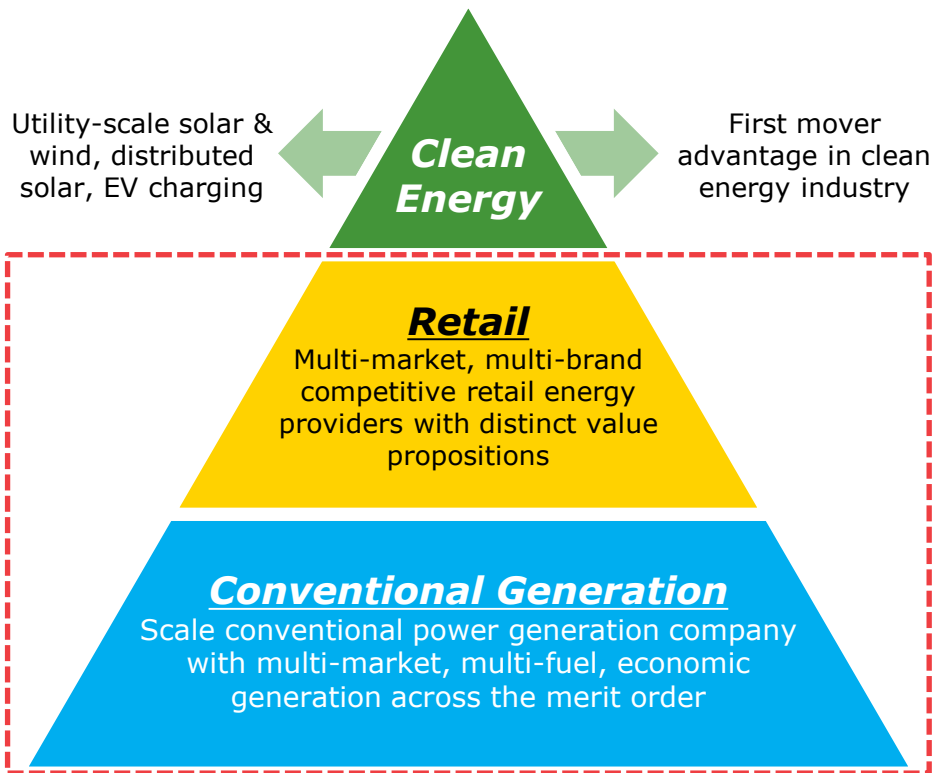 Utility-scale solar &
wind, distributed
solar, EV charging
Clean
Energy
First mover
advantage in clean
energy industry
Retail
Multi-market, multi-brand
competitive retail energy
providers with distinct value
propositions
Conventional Generation
Scale conventional power generation company
with multi-market, multi-fuel, economic
generation across the merit order